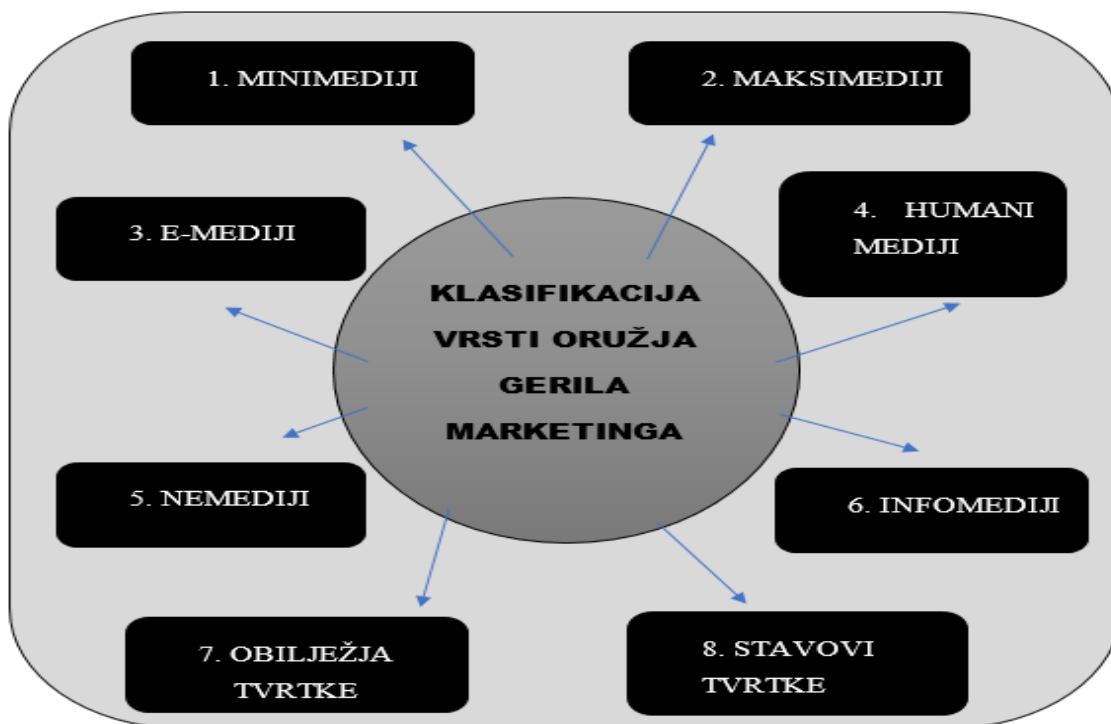 1. MINIMEDIJI
2. MAKSIMEDIJI
3. E-MEDIJI
4. HUMANI
MEDIJI
KLASIFIKACIJA
VRSTI ORUŽJA
GERILA
MARKETINGA
5. NEMEDIJI
6. INFOMEDIJI
7. OBILJEŽJA
TVRTKE
8. STAVOVI
TVRTKE